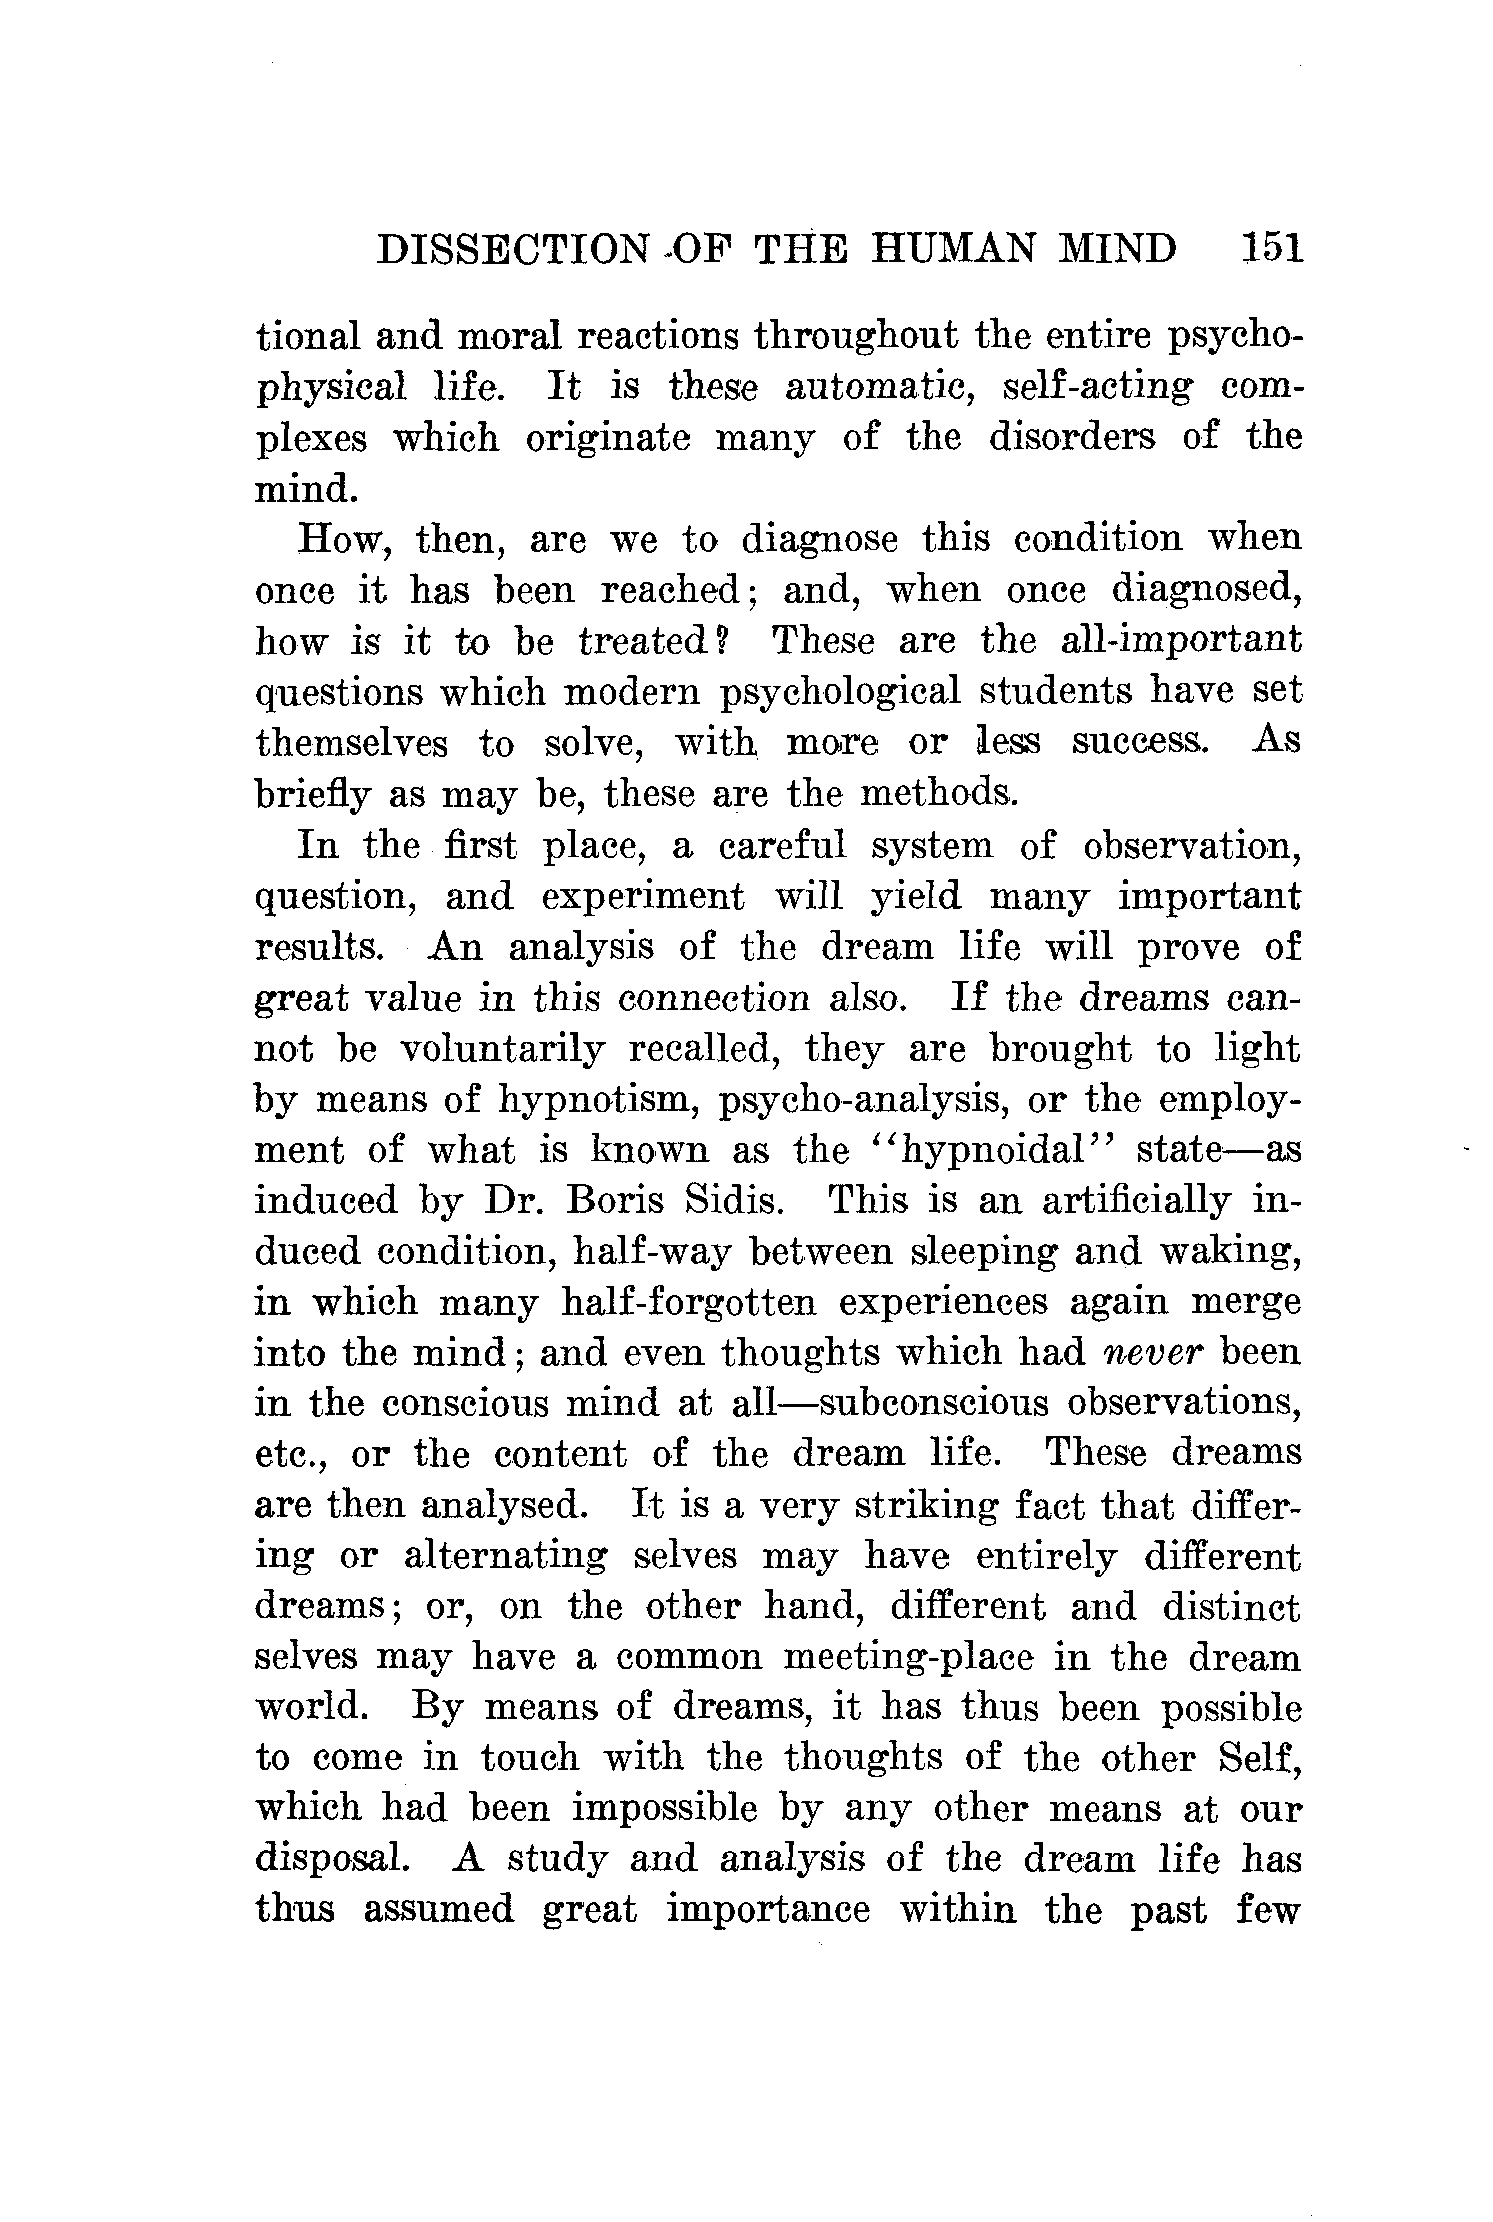 DISSECTION OF THE HUMAN MIND 151
tional and moral reactions throughout the entire psycho-
physical life. It is these automatic, self-acting com-
plexes which originate many of the disorders of the
mind.
How, then, are we to diagnose this condition when
once it has been reached; and, when once diagnosed,
how is it to be treated? These are the all-important
questions which modern psychological students have set
themselves to solve, with more or less success. As
briefly as may be, these are the methods.
In the first place, a careful system of observation,
question, and experiment will yield many important
results. An analysis of the dream life will prove of
great value in this connection also. If the dreams can-
not be voluntarily recalled, they are brought to light
by means of hypnotism, psycho-analysis, or the employ-
ment of what is known as the "hypnoidal" state—as
induced by Dr. Boris Sidis. This is an artificially in-
duced condition, half-way between sleeping and waking,
in which many half-forgotten experiences again merge
into the mind; and even thoughts which had never been
in the conscious mind at all—subconscious observations,
etc., or the content of the dream life. These dreams
are then analysed. It is a very striking fact that differ-
ing or alternating selves may have entirely different
dreams; or, on the other hand, different and distinct
selves may have a common meeting-place in the dream
world. By means of dreams, it has thus been possible
to come in touch with the thoughts of the other Self,
which had been impossible by any other means at our
disposal. A study and analysis of the dream life has
thus assumed great importance within the past few